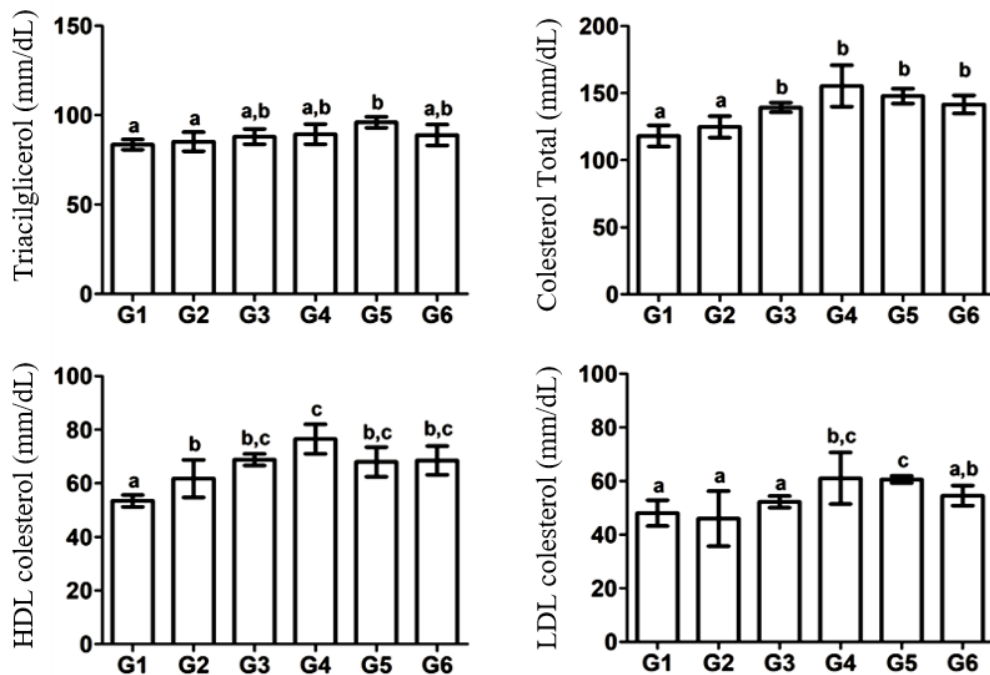 Triacilglicerol (mm/dL)
150
100
50
0
a
a
a,b
a,b
b
a,b
G1 G2 G3 G4 G5 G6
Colesterol Total (mm/dL)
200
150
100
50
0
a
a
b
b
b
b
G1 G2 G3 G4 G5 G6
HDL colesterol (mm/dL)
100
80
60
40
20
0
a
b
b,c
c
b,c
b,c
G1 G2 G3 G4 G5 G6
LDL colesterol (mm/dL)
100
80
60
40
20
0
a
a
a
b,c
c
a,b
G1 G2 G3 G4 G5 G6